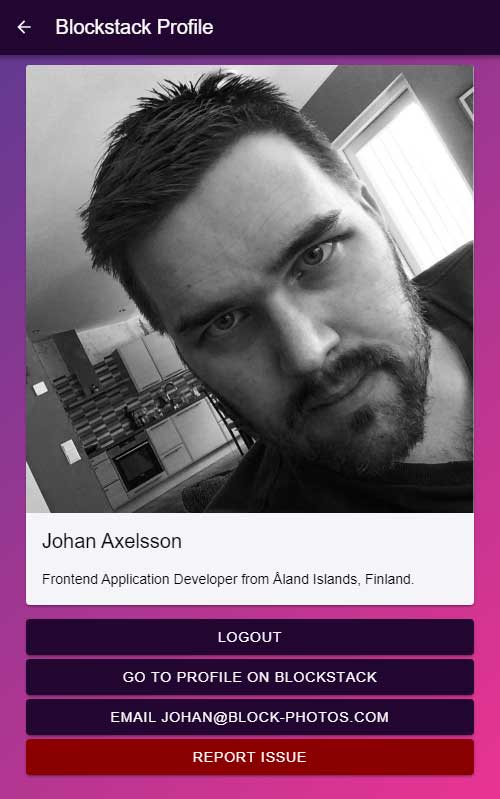 Blockstack Profile
Johan Axelsson
Frontend Application Developer from Åland Islands, Finland.
LOGOUT
GO TO PROFILE ON BLOCKSTACK
EMAIL JOHAN@BLOCK-PHOTOS.COM
REPORT ISSUE